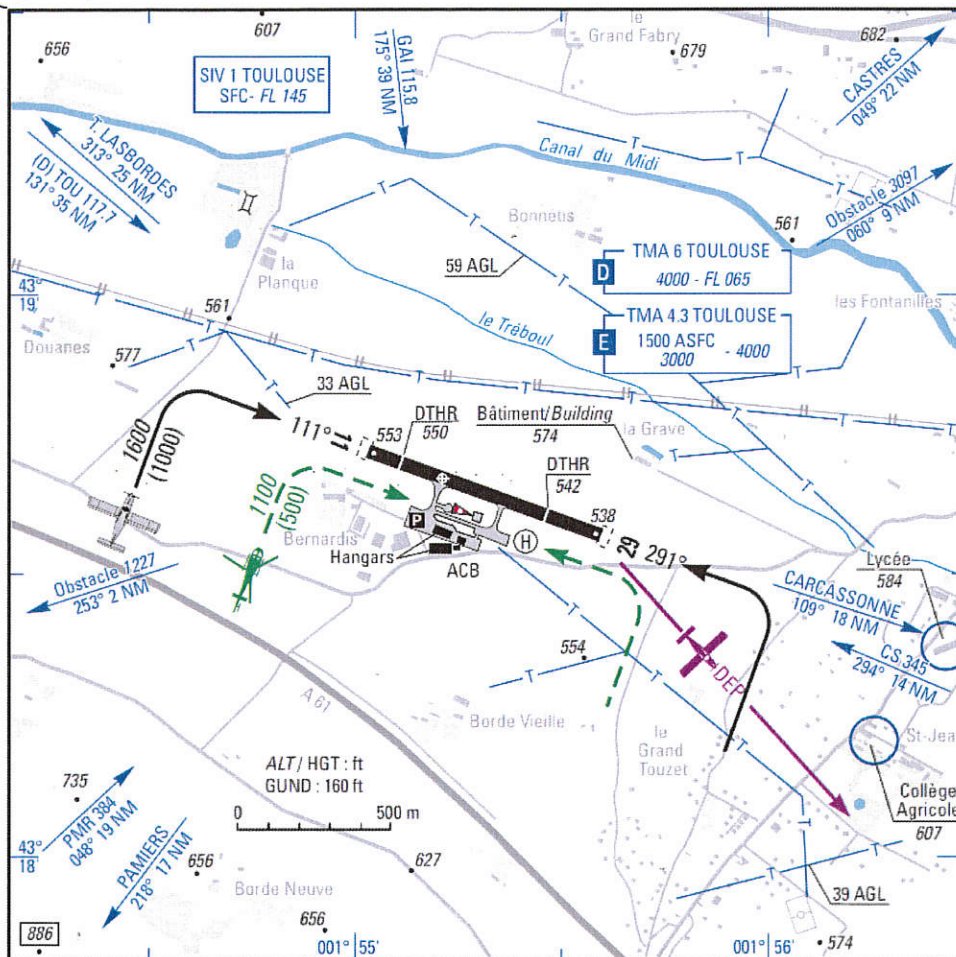 607
le
Grand Fabry
656
682
679
SIV 1 TOULOUSE
SFC- FL 145
GAI 115.8
175° 39 NM
CASTRES
049° 22 NM
T. LASBORDES
313° 25 NM
(D) TOU 117.7
131° 35 NM
Canal du Midi
T
T
Obstacle 3097
060° 9 NM
T
T
Bonnetis
561
59 AGL
T
la
Planque
D
TMA 6 TOULOUSE
4000 - FL 065
43°
19'
561
T
T
le Tréboul
les Fontanilles
E
TMA 4.3 TOULOUSE
1500 ASFC
3000
- 4000
Douanes
577
T
T
T
T
T
T
T
T
T
33 AGL
1600
(1000)
111°
11
553
DTHR
550
Bâtiment/Building
574
la Grave
T
T
DTHR
542
538
1100
(500)
P
Bernardis
Hangars
ACB
H
29
291°
Lycée
584
Obstacle 1227
253° 2 NM
T
CARCASSONNE
109° 18 NM
CS 345
294° 14 NM
554
T
T
DEP
A 61
Borde Vieille
le
Grand
Touzet
T
St-Jea
ALT / HGT : ft
GUND : 160 ft
0
500 m
735
PMR 384
048° 19 NM
T
Collège
Agricole
607
43°
18'
PAMIERS
218° 17 NM
656
627
T
T
39 AGL
Borde Neuve
656
886
001° 55'
001° 56'
574